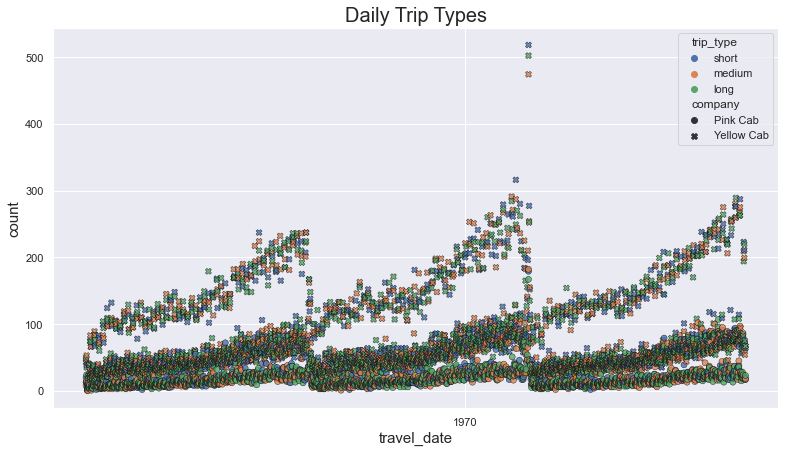 Daily Trip Types
trip_type
short
medium
long
company
Pink Cab
Yellow Cab
500
400
300
200
100
0
count
1970
travel_date